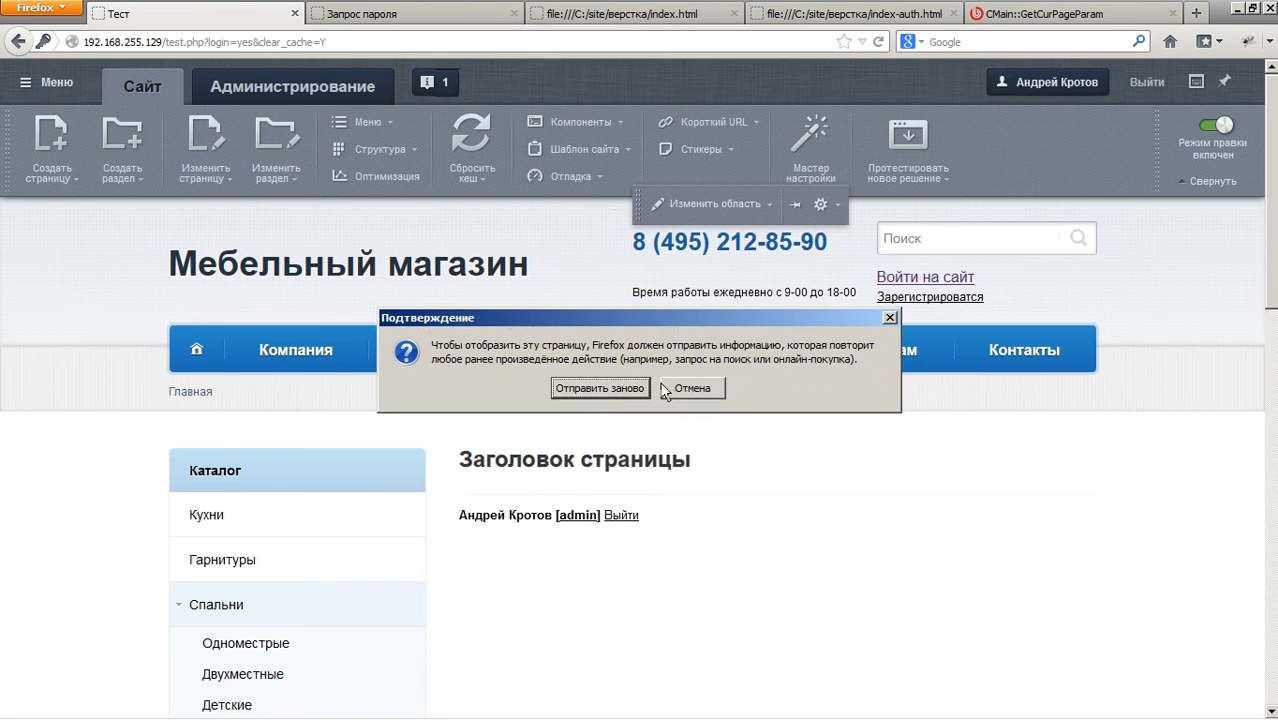 Firefox
Тест
Запрос пароля
file:///C:/site/верстка/index.html
file:///C:/site/верстка/index-auth.html
CMain::GetCurPageParam
192.168.255.129/test.php?login=yes&clear_cache=Y
Google
Меню
Сайт
Администрирование
1
Андрей Кротов
Выйти
Создать страницу
Создать раздел
Изменить страницу
Изменить раздел
Меню
Структура
Оптимизация
Сбросить кеш
Компоненты
Шаблон сайта
Отладка
Короткий URL
Стикеры
Мастер настройки
Протестировать новое решение
Режим правки включен
Свернуть
Изменить область
Мебельный магазин
8 (495) 212-85-90
Время работы ежедневно с 9-00 до 18-00
Поиск
Войти на сайт
Зарегистрироватся
Подтверждение
Чтобы отобразить эту страницу, Firefox должен отправить информацию, которая повторит
любое ранее произведённое действие (например, запрос на поиск или онлайн-покупка).
Отправить заново
Отмена
Компания
ам
Контакты
Главная
Каталог
Кухни
Гарнитуры
Спальни
Одноместрые
Двухместные
Детские
Заголовок страницы
Андрей Кротов [admin] Выйти